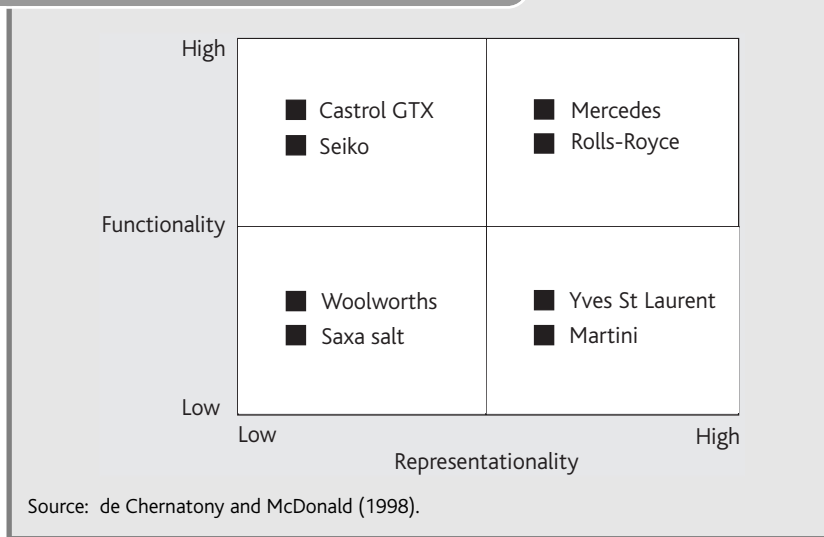 High
Castrol GTX
Seiko
Mercedes
Rolls-Royce
Functionality
Woolworths
Saxa salt
Yves St Laurent
Martini
Low
Low
High
Representationality
Source: de Chernatony and McDonald (1998).